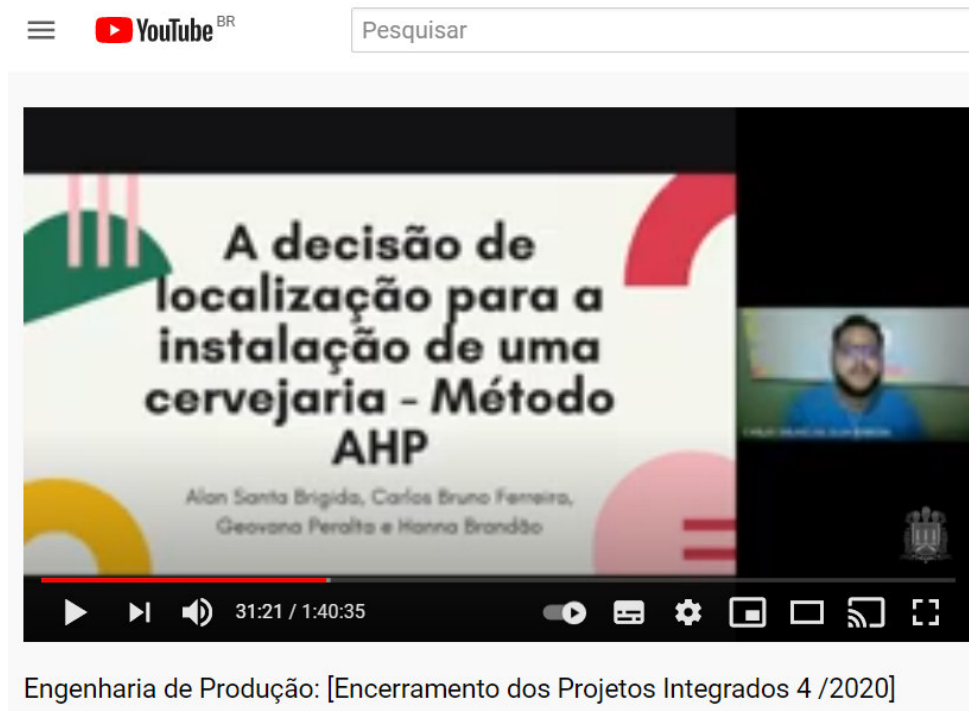 YouTube BR
Pesquisar
A decisão de
localização para a
instalação de uma
cervejaria - Método
AHP
Alan Santa Brigida, Carlos Bruno Ferreira,
Geovana Peralta e Hanna Brandão
31:21 / 1:40:35
Engenharia de Produção: [Encerramento dos Projetos Integrados 4 /2020]